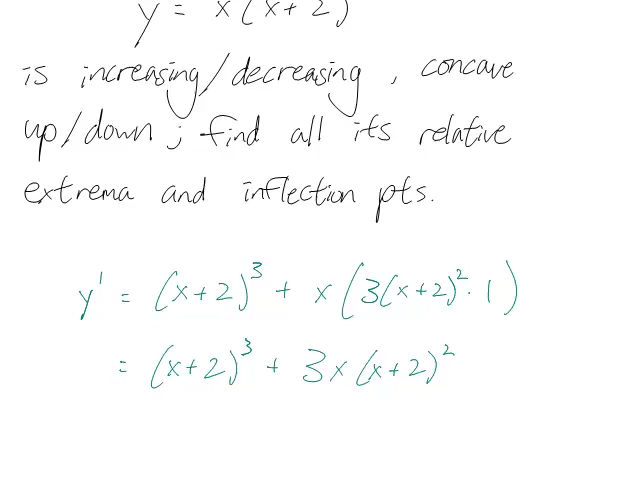 y = x(x+2)
is increasing/decreasing, concave
up/down; find all its relative
extrema and inflection pts.
y' = (x+2)³ + x(3(x+2)²·1)
= (x+2)³ + 3x(x+2)²